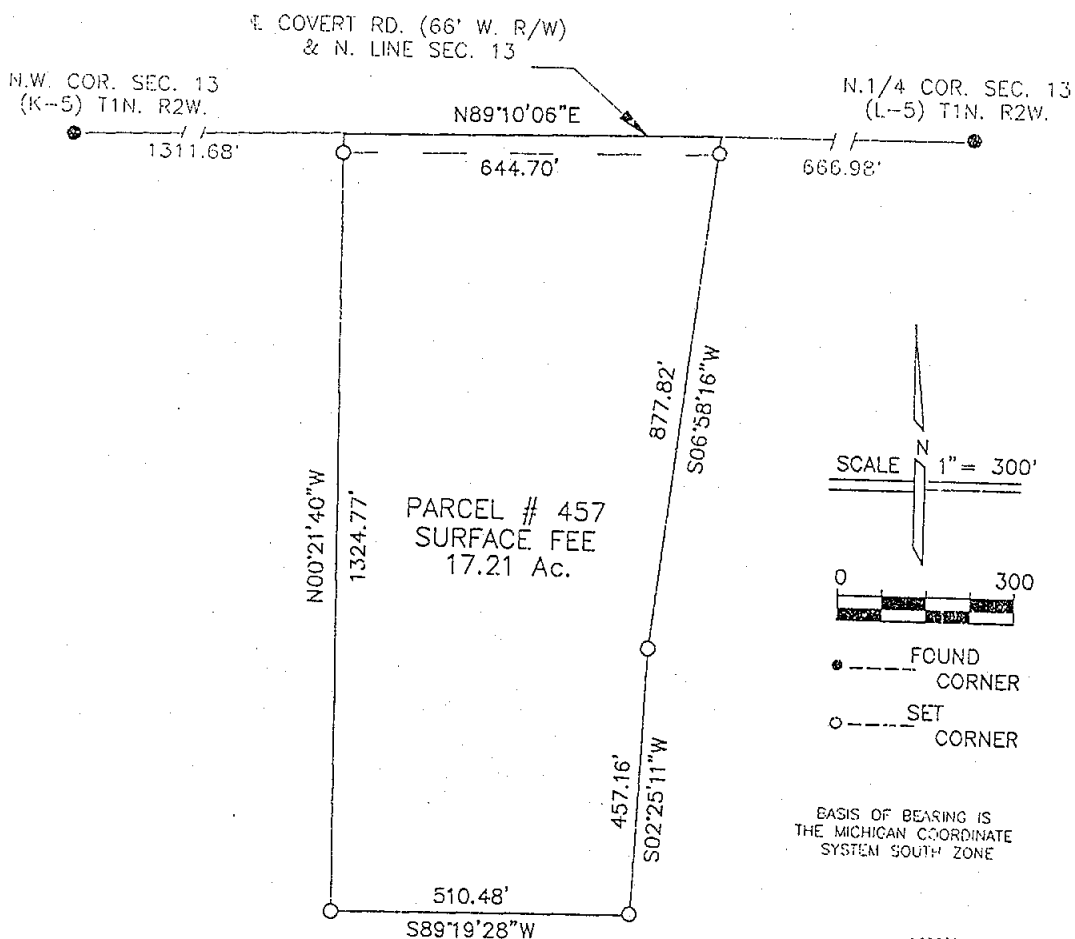 ℄ COVERT RD. (66' W. R/W)
& N. LINE SEC. 13
N.W. COR. SEC. 13
(K-5) T1N. R2W.
N.1/4 COR. SEC. 13
(L-5) T1N. R2W.
N89°10'06"E
1311.68'
644.70'
666.98'
877.82'
S06°58'16"W
N00°21'40"W
1324.77'
PARCEL # 457
SURFACE FEE
17.21 Ac.
N
SCALE 1" = 300'
0 300
FOUND
CORNER
SET
CORNER
457.16'
S02°25'11"W
BASIS OF BEARING IS
THE MICHIGAN COORDINATE
SYSTEM SOUTH ZONE
510.48'
S89°19'28"W